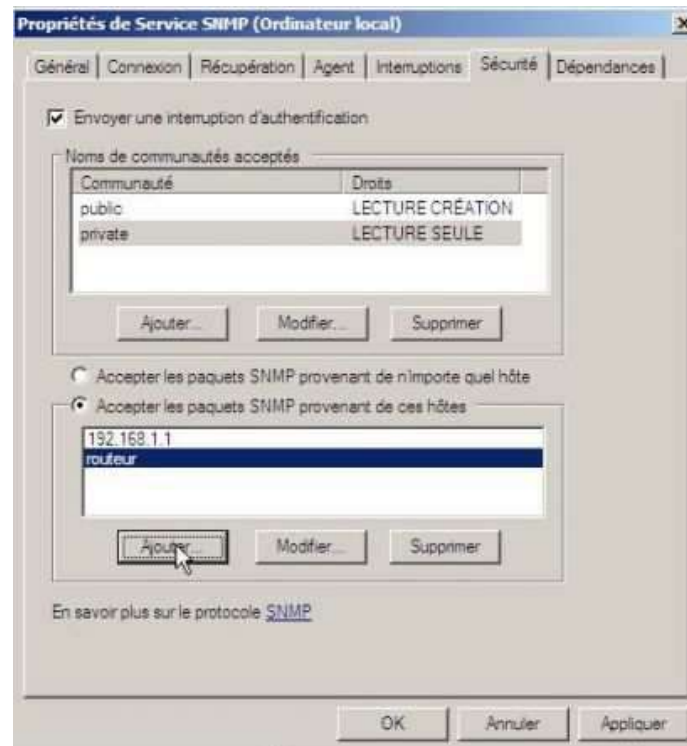 Propriétés de Service SNMP (Ordinateur local)
Général Connexion Récupération Agent Interruptions Sécurité Dépendances
Envoyer une interruption d'authentification
Noms de communautés acceptés
Communauté Droits
public LECTURE CRÉATION
private LECTURE SEULE
Ajouter... Modifier... Supprimer
Accepter les paquets SNMP provenant de n'importe quel hôte
Accepter les paquets SNMP provenant de ces hôtes
192.168.1.1
routeur
Ajouter... Modifier... Supprimer
En savoir plus sur le protocole SNMP
OK Annuler Appliquer